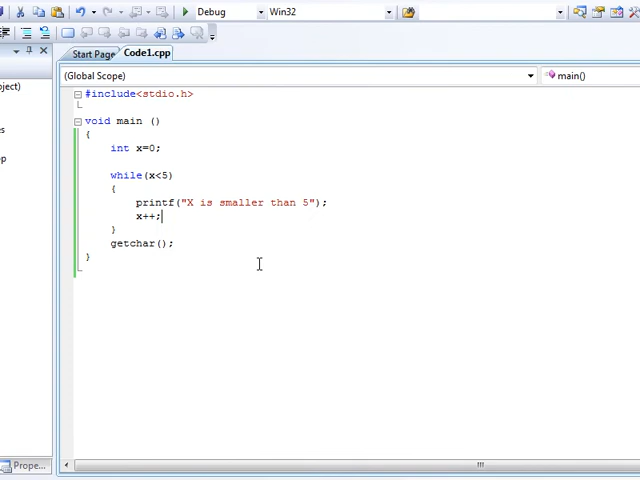 Debug Win32
Start Page Code1.cpp
(Global Scope) main()
ject) #include<stdio.h>
void main ()
{
int x=0;
while(x<5)
{
printf("X is smaller than 5");
x++;
}
getchar();
}
Prope...